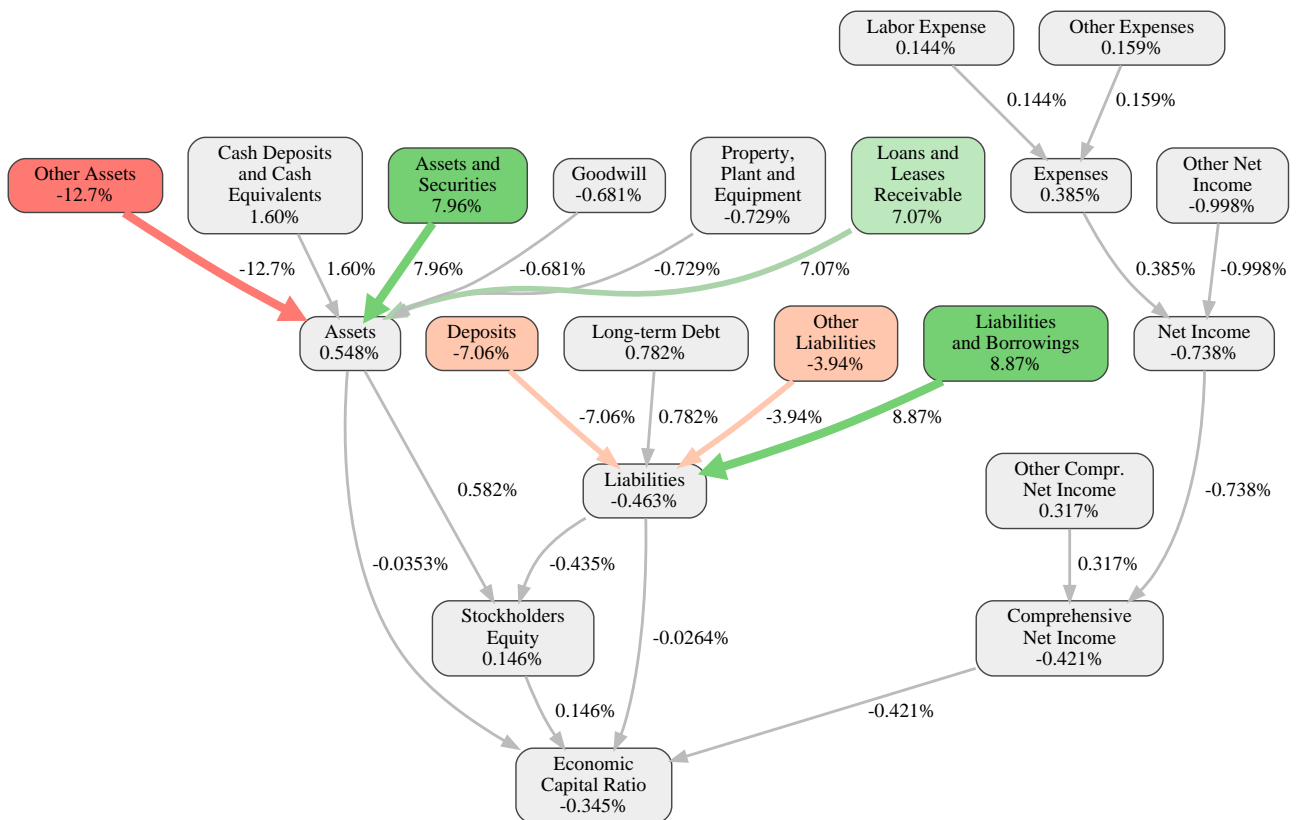 Labor Expense
0.144%
Other Expenses
0.159%
0.144%
0.159%
Other Assets
-12.7%
Cash Deposits
and Cash
Equivalents
1.60%
Assets and
Securities
7.96%
Goodwill
-0.681%
Property,
Plant and
Equipment
-0.729%
Loans and
Leases
Receivable
7.07%
Expenses
0.385%
Other Net
Income
-0.998%
-12.7%
1.60%
7.96%
-0.681%
-0.729%
7.07%
0.385%
-0.998%
Assets
0.548%
Deposits
-7.06%
Long-term Debt
0.782%
Other
Liabilities
-3.94%
Liabilities
and Borrowings
8.87%
Net Income
-0.738%
-7.06%
0.782%
-3.94%
8.87%
Liabilities
-0.463%
Other Compr.
Net Income
0.317%
0.582%
-0.738%
-0.0353%
-0.435%
0.317%
Stockholders
Equity
0.146%
-0.0264%
Comprehensive
Net Income
-0.421%
0.146%
-0.421%
Economic
Capital Ratio
-0.345%